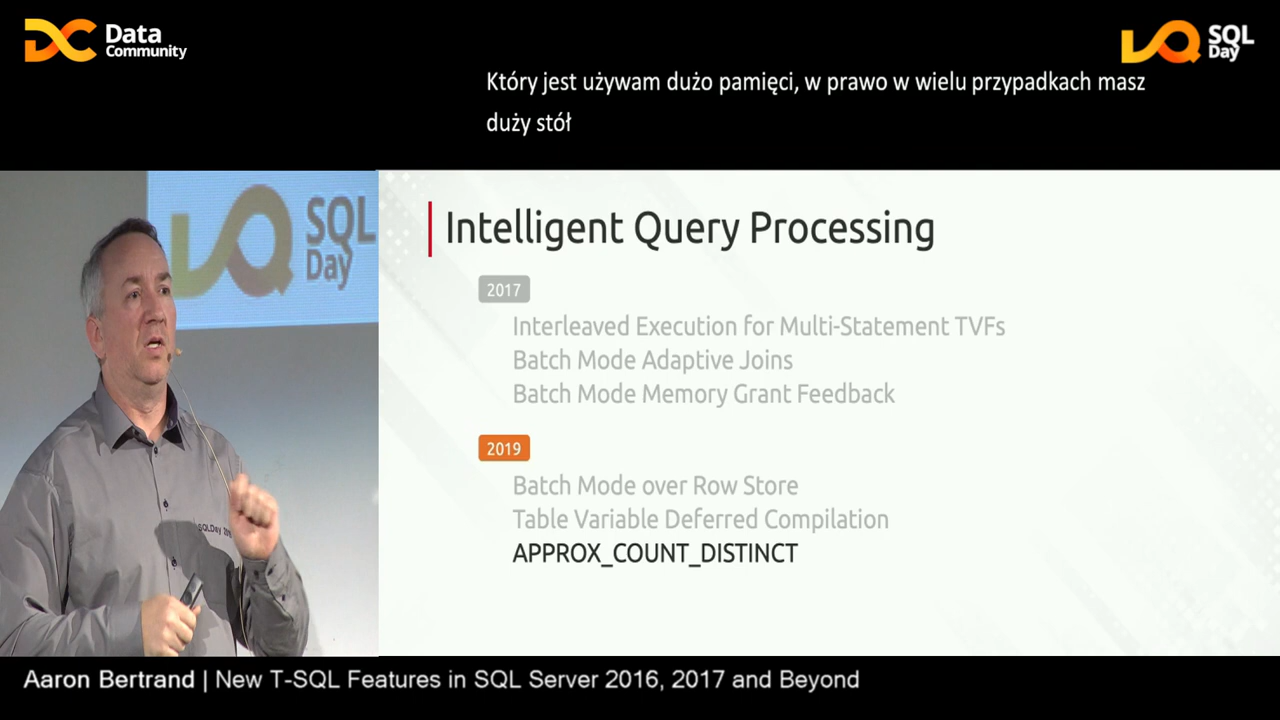 Data
Community
SQL
Day
Który jest używam dużo pamięci, w prawo w wielu przypadkach masz
duży stół
SQL
Day
Intelligent Query Processing
2017
Interleaved Execution for Multi-Statement TVFs
Batch Mode Adaptive Joins
Batch Mode Memory Grant Feedback
2019
Batch Mode over Row Store
Table Variable Deferred Compilation
APPROX_COUNT_DISTINCT
Aaron Bertrand | New T-SQL Features in SQL Server 2016, 2017 and Beyond